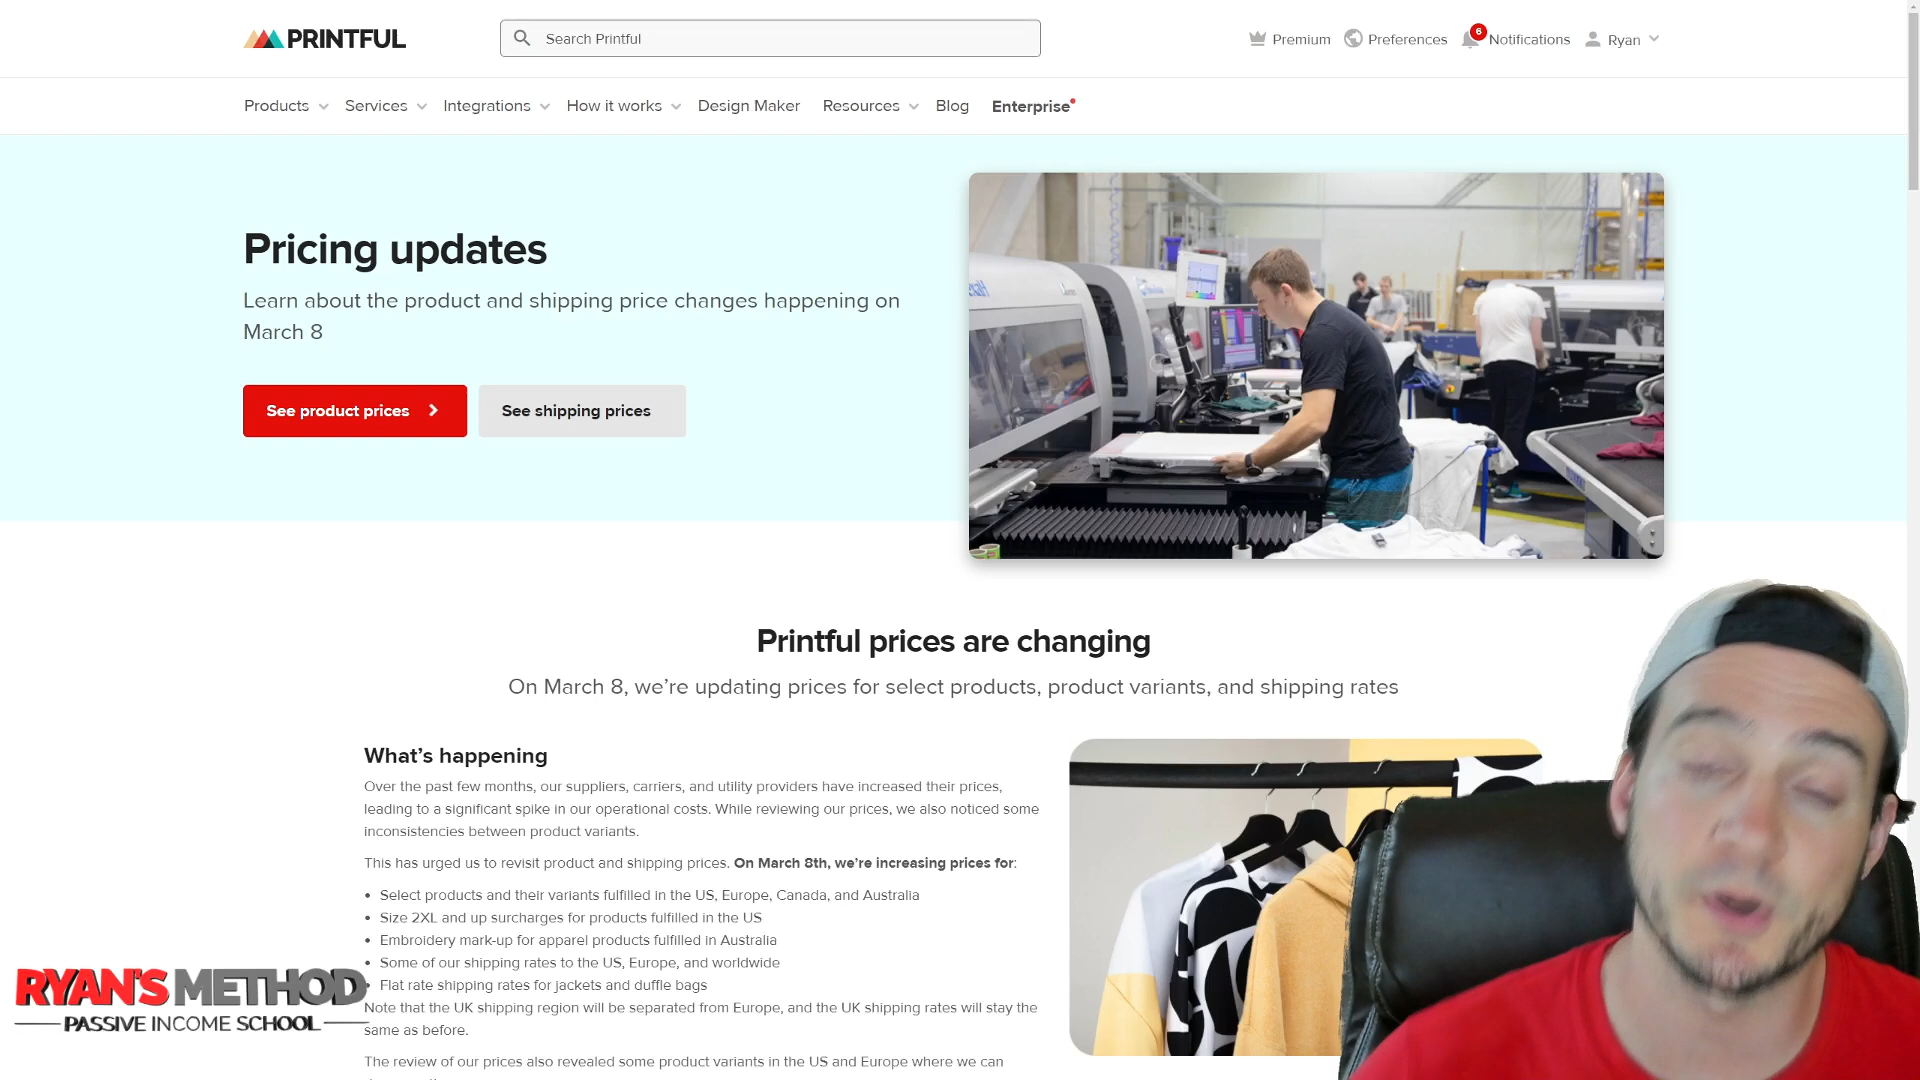 PRINTFUL
Search Printful
Premium
Preferences
6
Notifications
Ryan
Products
Services
Integrations
How it works
Design Maker
Resources
Blog
Enterprise
Pricing updates
Learn about the product and shipping price changes happening on
March 8
See product prices
See shipping prices
Printful prices are changing
On March 8, we’re updating prices for select products, product variants, and shipping rates
What’s happening
Over the past few months, our suppliers, carriers, and utility providers have increased their prices,
leading to a significant spike in our operational costs. While reviewing our prices, we also noticed some
inconsistencies between product variants.
This has urged us to revisit product and shipping prices. On March 8th, we’re increasing prices for:
• Select products and their variants fulfilled in the US, Europe, Canada, and Australia
• Size 2XL and up surcharges for products fulfilled in the US
• Embroidery mark-up for apparel products fulfilled in Australia
• Some of our shipping rates to the US, Europe, and worldwide
• Flat rate shipping rates for jackets and duffle bags
Note that the UK shipping region will be separated from Europe, and the UK shipping rates will stay the
same as before.
The review of our prices also revealed some product variants in the US and Europe where we can
RYAN'S METHOD
PASSIVE INCOME SCHOOL